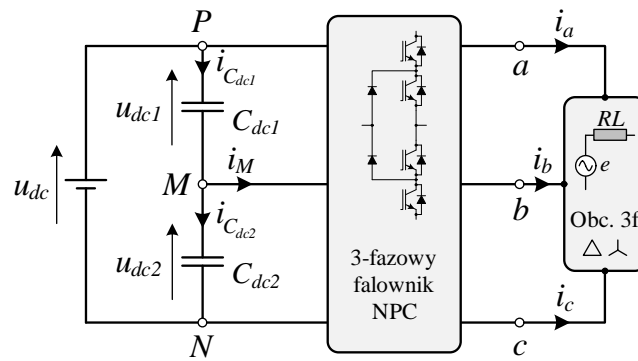 P
i_{C_{dc1}}
u_{dc1}
C_{dc1}
M
i_M
u_{dc}
i_{C_{dc2}}
u_{dc2}
C_{dc2}
N
3-fazowy
falownik
NPC
a
i_a
b
i_b
c
i_c
RL
e
Obc. 3f